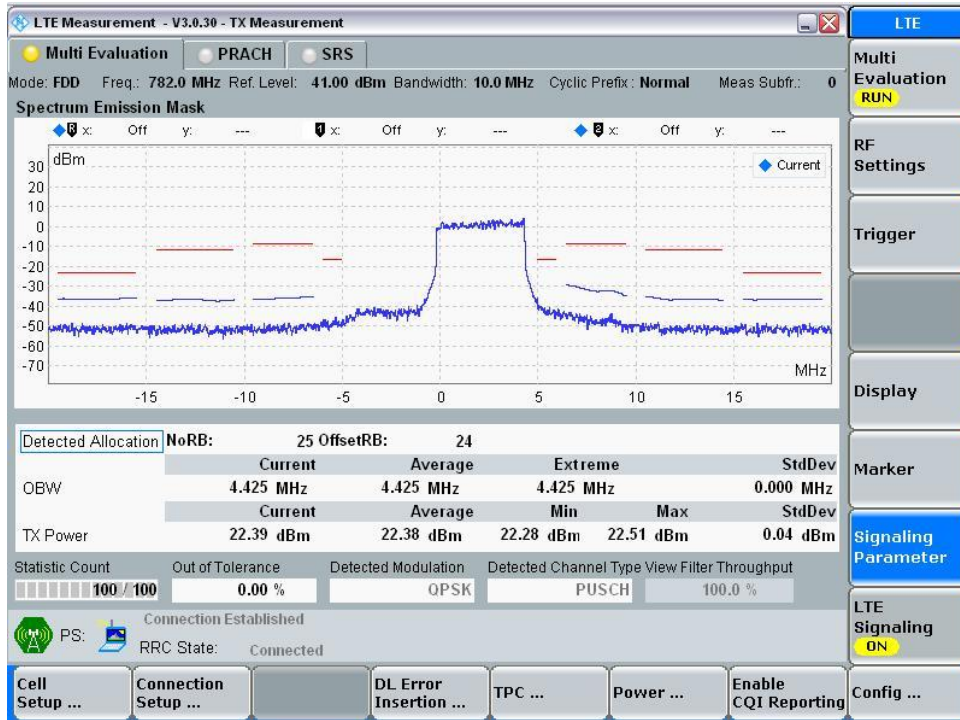 LTE Measurement - V3.0.30 - TX Measurement
LTE
Multi Evaluation PRACH SRS
Multi Evaluation RUN
Mode: FDD Freq.: 782.0 MHz Ref. Level: 41.00 dBm Bandwidth: 10.0 MHz Cyclic Prefix: Normal Meas Subfr.: 0
Spectrum Emission Mask
R x: Off y: --- 1 x: Off y: --- 2 x: Off y: ---
dBm
Current
30
20
10
0
-10
-20
-30
-40
-50
-60
-70
MHz
-15 -10 -5 0 5 10 15
RF Settings
Trigger
Display
Marker
Signaling Parameter
LTE Signaling ON
Detected Allocation NoRB: 25 OffsetRB: 24
Current Average Extreme StdDev
OBW 4.425 MHz 4.425 MHz 4.425 MHz 0.000 MHz
Current Average Min Max StdDev
TX Power 22.39 dBm 22.38 dBm 22.28 dBm 22.51 dBm 0.04 dBm
Statistic Count Out of Tolerance Detected Modulation Detected Channel Type View Filter Throughput
100 / 100 0.00 % QPSK PUSCH 100.0 %
PS: Connection Established
RRC State: Connected
Cell Setup ...
Connection Setup ...
DL Error Insertion ...
TPC ...
Power ...
Enable CQI Reporting
Config ...